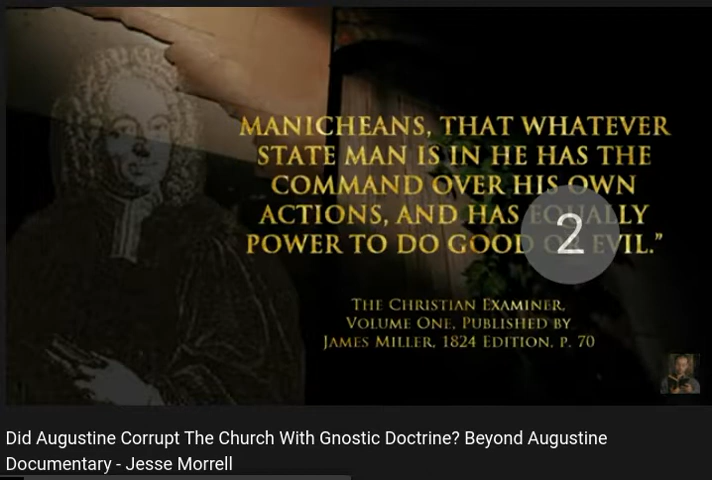 MANICHEANS, THAT WHATEVER
STATE MAN IS IN HE HAS THE
COMMAND OVER HIS OWN
ACTIONS, AND HAS EQUALLY
POWER TO DO GOOD OR EVIL.”
2
THE CHRISTIAN EXAMINER,
VOLUME ONE, PUBLISHED BY
JAMES MILLER, 1824 EDITION, P. 70
Did Augustine Corrupt The Church With Gnostic Doctrine? Beyond Augustine
Documentary - Jesse Morrell